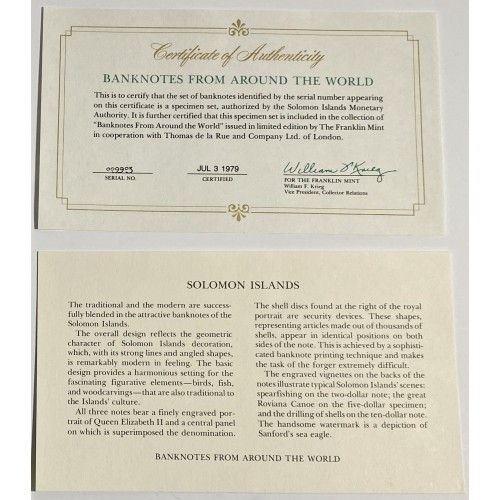 Certificate of Authenticity
BANKNOTES FROM AROUND THE WORLD
This is to certify that the set of banknotes identified by the serial number appearing
on this certificate is a specimen set, authorized by the Solomon Islands Monetary
Authority. It is further certified that this specimen set is included in the collection of
"Banknotes From Around the World" issued in limited edition by The Franklin Mint
in cooperation with Thomas de la Rue and Company Ltd. of London.
009903
SERIAL NO.
JUL 3 1979
CERTIFIED
William F Krieg
FOR THE FRANKLIN MINT
William F. Krieg
Vice President, Collector Relations
SOLOMON ISLANDS
The traditional and the modern are success-
fully blended in the attractive banknotes of the
Solomon Islands.
The overall design reflects the geometric
character of Solomon Islands decoration,
which, with its strong lines and angled shapes,
is remarkably modern in feeling. The basic
design provides a harmonious setting for the
fascinating figurative elements—birds, fish,
and woodcarvings—that are also traditional to
the Islands' culture.
All three notes bear a finely engraved por-
trait of Queen Elizabeth II and a central panel
on which is superimposed the denomination.
The shell discs found at the right of the royal
portrait are security devices. These shapes,
representing articles made out of thousands of
shells, appear in identical positions on both
sides of the note. This is achieved by a sophisti-
cated banknote printing technique and makes
the task of the forger extremely difficult.
The engraved vignettes on the backs of the
notes illustrate typical Solomon Islands' scenes:
spearfishing on the two-dollar note; the great
Roviana Canoe on the five-dollar specimen;
and the drilling of shells on the ten-dollar note.
The handsome watermark is a depiction of
Sanford's sea eagle.
BANKNOTES FROM AROUND THE WORLD